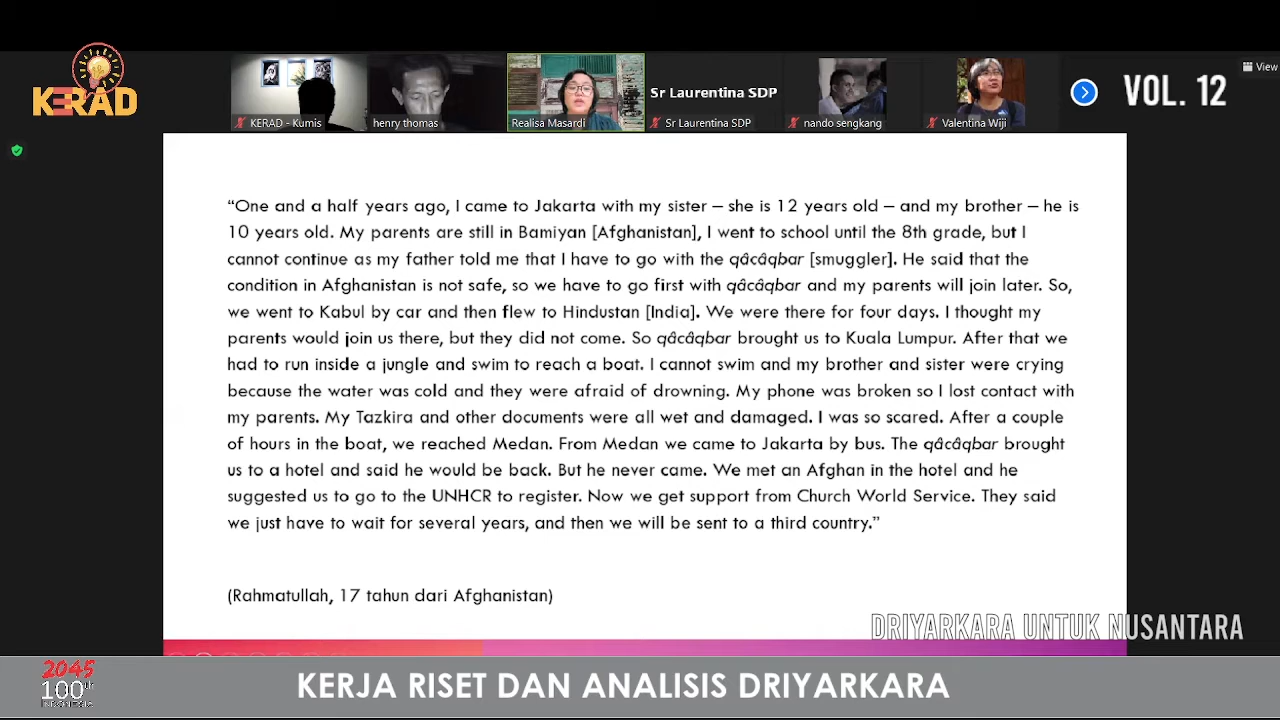 KERAD
KERAD - Kumis
henry thomas
Realisa Masardi
Sr Laurentina SDP
Sr Laurentina SDP
nando sengkang
Valentina Wiji
VOL. 12
View
“One and a half years ago, I came to Jakarta with my sister – she is 12 years old – and my brother – he is
10 years old. My parents are still in Bamiyan [Afghanistan], I went to school until the 8th grade, but I
cannot continue as my father told me that I have to go with the qâcâqbar [smuggler]. He said that the
condition in Afghanistan is not safe, so we have to go first with qâcâqbar and my parents will join later. So,
we went to Kabul by car and then flew to Hindustan [India]. We were there for four days. I thought my
parents would join us there, but they did not come. So qâcâqbar brought us to Kuala Lumpur. After that we
had to run inside a jungle and swim to reach a boat. I cannot swim and my brother and sister were crying
because the water was cold and they were afraid of drowning. My phone was broken so I lost contact with
my parents. My Tazkira and other documents were all wet and damaged. I was so scared. After a couple
of hours in the boat, we reached Medan. From Medan we came to Jakarta by bus. The qâcâqbar brought
us to a hotel and said he would be back. But he never came. We met an Afghan in the hotel and he
suggested us to go to the UNHCR to register. Now we get support from Church World Service. They said
we just have to wait for several years, and then we will be sent to a third country.”
(Rahmatullah, 17 tahun dari Afghanistan)
DRIYARKARA UNTUK NUSANTARA
2045
100th
INDONESIA
KERJA RISET DAN ANALISIS DRIYARKARA